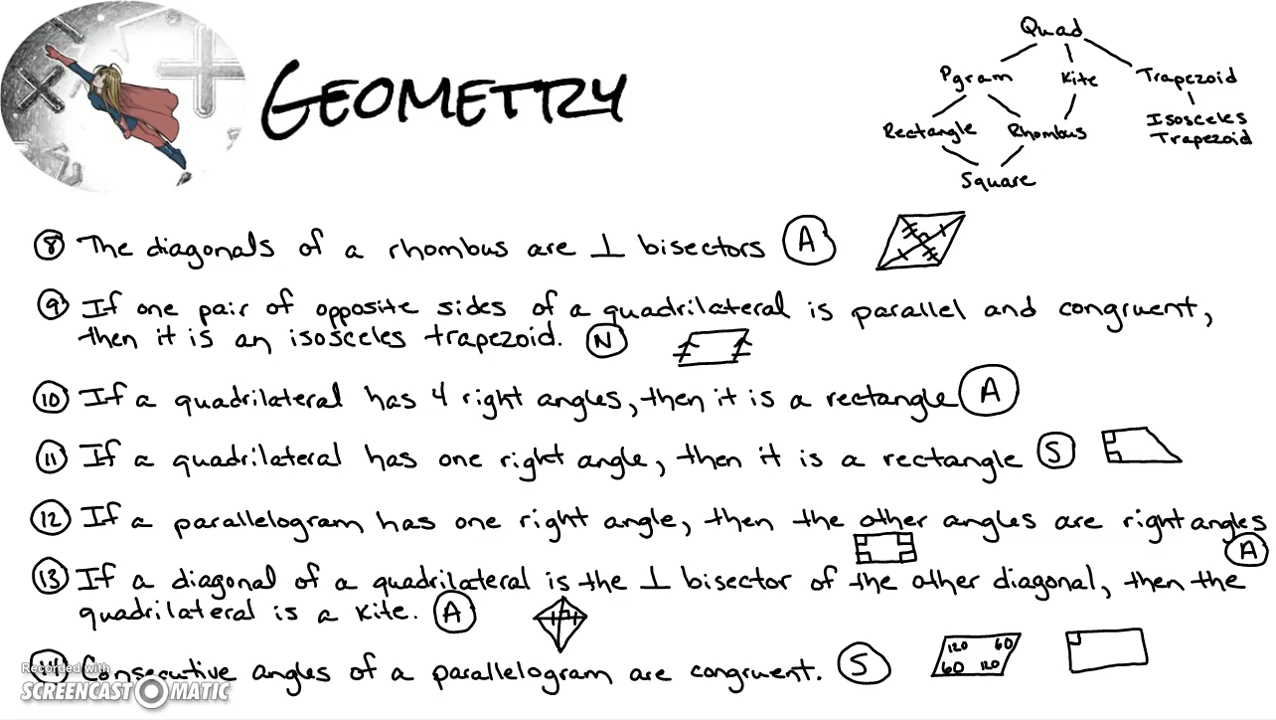 GEOMETRY
Quad
Pgram Kite Trapezoid
Rectangle Rhombus Isosceles Trapezoid
Square
⑧ The diagonals of a rhombus are ⊥ bisectors A
⑨ If one pair of opposite sides of a quadrilateral is parallel and congruent,
then it is an isosceles trapezoid. N
⑩ If a quadrilateral has 4 right angles, then it is a rectangle A
⑪ If a quadrilateral has one right angle, then it is a rectangle S
⑫ If a parallelogram has one right angle, then the other angles are right angles
A
⑬ If a diagonal of a quadrilateral is the ⊥ bisector of the other diagonal, then the
quadrilateral is a kite. A
⑭ Consecutive angles of a parallelogram are congruent. S
120 60
60 120
Recorded with
SCREENCAST-O-MATIC